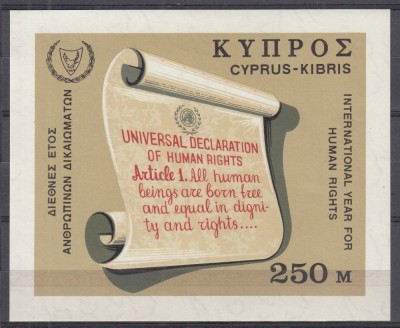 ΚΥΠΡΟΣ
CYPRUS-KIBRIS
ΔΙΕΘΝΕΣ ΕΤΟΣ
ΑΝΘΡΩΠΙΝΩΝ ΔΙΚΑΙΩΜΑΤΩΝ
UNIVERSAL DECLARATION
OF HUMAN RIGHTS
Article 1. All human
beings are born free
and equal in digni-
ty and rights....
INTERNATIONAL YEAR FOR
HUMAN RIGHTS
250 M